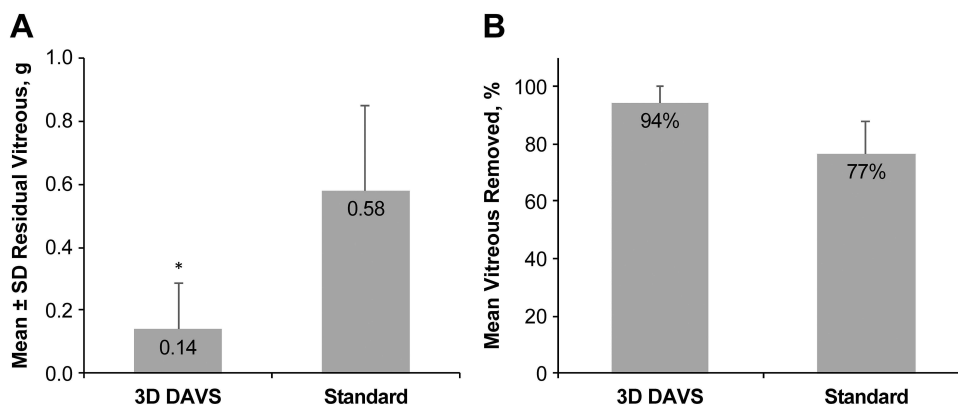 A
Mean ± SD Residual Vitreous, g
1.0
0.8
0.6
0.4
0.2
0.0
*
0.14
0.58
3D DAVS
Standard
B
Mean Vitreous Removed, %
100
80
60
40
20
0
94%
77%
3D DAVS
Standard